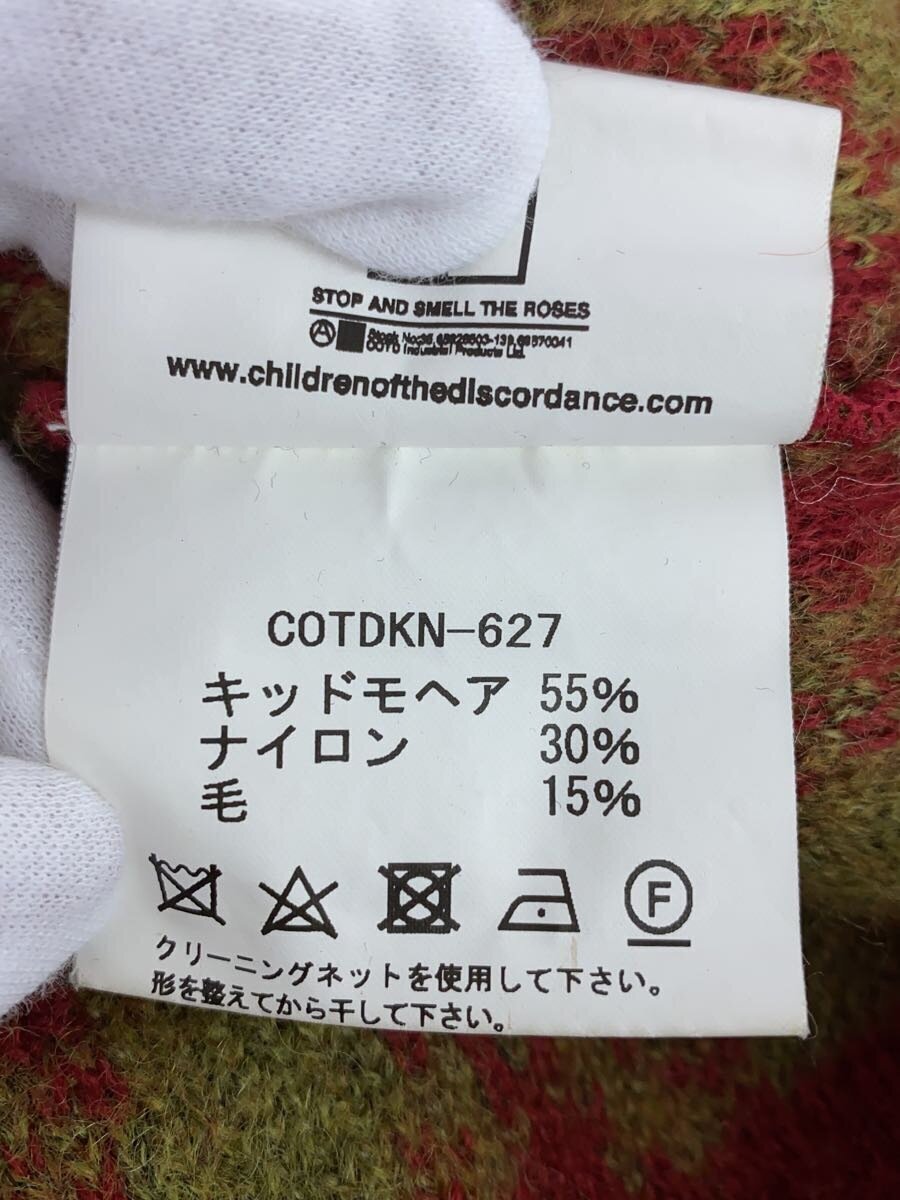 STOP AND SMELL THE ROSES
www.childrenofthediscordance.com
COTDKN-627
キッドモヘア 55%
ナイロン 30%
毛 15%
F
クリーニングネットを使用して下さい。
形を整えてから干して下さい。